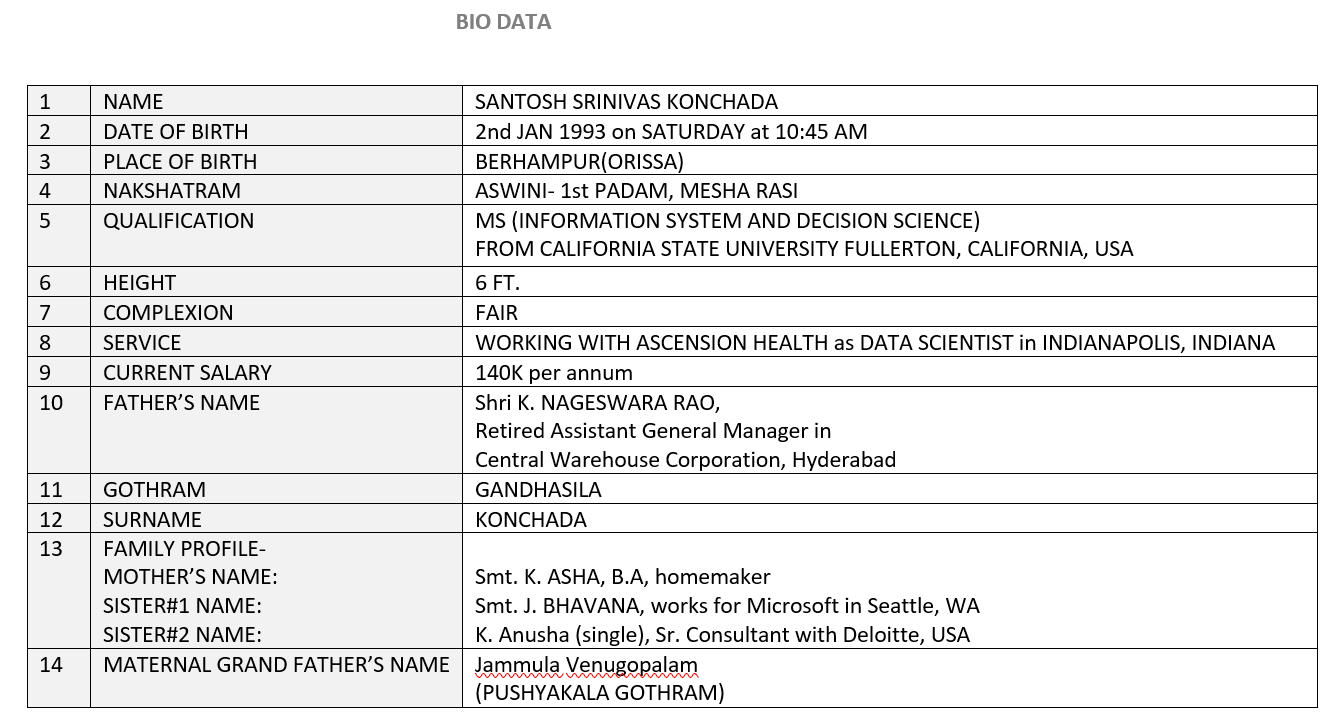 BIO DATA
1 NAME SANTOSH SRINIVAS KONCHADA
2 DATE OF BIRTH 2nd JAN 1993 on SATURDAY at 10:45 AM
3 PLACE OF BIRTH BERHAMPUR(ORISSA)
4 NAKSHATRAM ASWINI- 1st PADAM, MESHA RASI
5 QUALIFICATION MS (INFORMATION SYSTEM AND DECISION SCIENCE)
FROM CALIFORNIA STATE UNIVERSITY FULLERTON, CALIFORNIA, USA
6 HEIGHT 6 FT.
7 COMPLEXION FAIR
8 SERVICE WORKING WITH ASCENSION HEALTH as DATA SCIENTIST in INDIANAPOLIS, INDIANA
9 CURRENT SALARY 140K per annum
10 FATHER’S NAME Shri K. NAGESWARA RAO,
Retired Assistant General Manager in
Central Warehouse Corporation, Hyderabad
11 GOTHRAM GANDHASILA
12 SURNAME KONCHADA
13 FAMILY PROFILE-
MOTHER’S NAME: Smt. K. ASHA, B.A, homemaker
SISTER#1 NAME: Smt. J. BHAVANA, works for Microsoft in Seattle, WA
SISTER#2 NAME: K. Anusha (single), Sr. Consultant with Deloitte, USA
14 MATERNAL GRAND FATHER’S NAME Jammula Venugopalam
(PUSHYAKALA GOTHRAM)